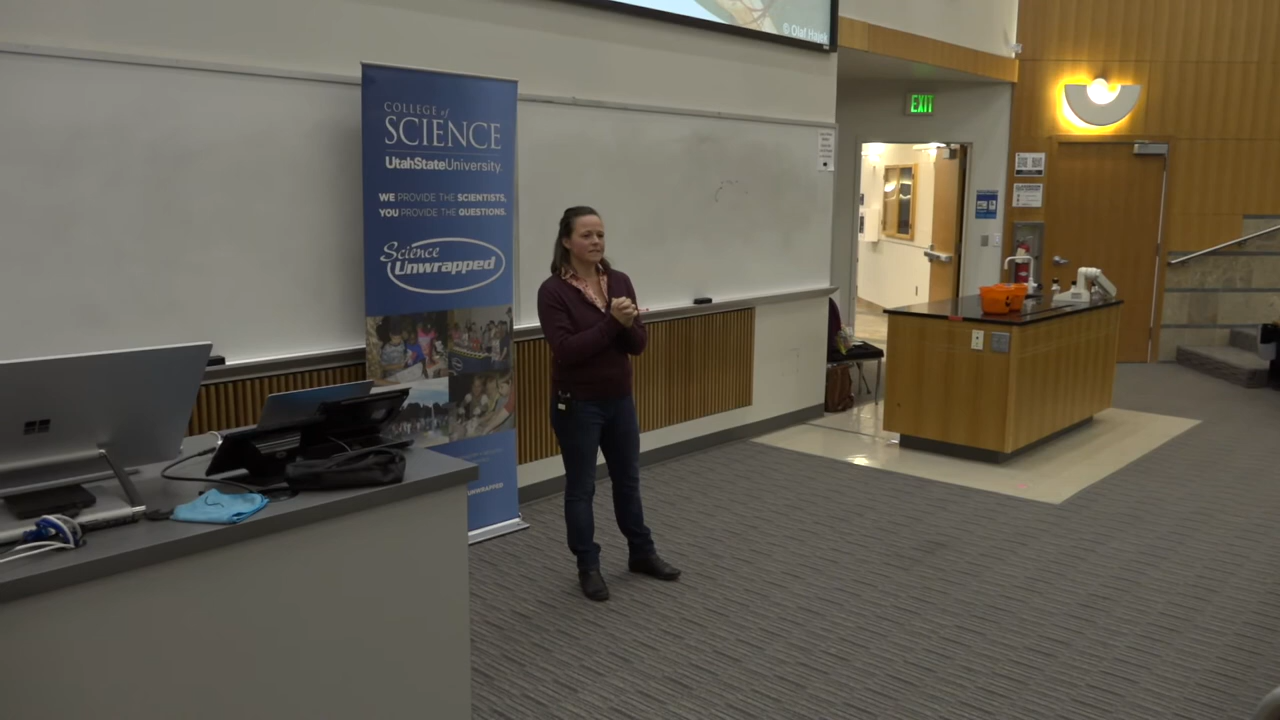 © Olaf Hajek
EXIT
COLLEGE of
SCIENCE
UtahStateUniversity
WE PROVIDE THE SCIENTISTS,
YOU PROVIDE THE QUESTIONS.
Science
Unwrapped
UNWRAPPED